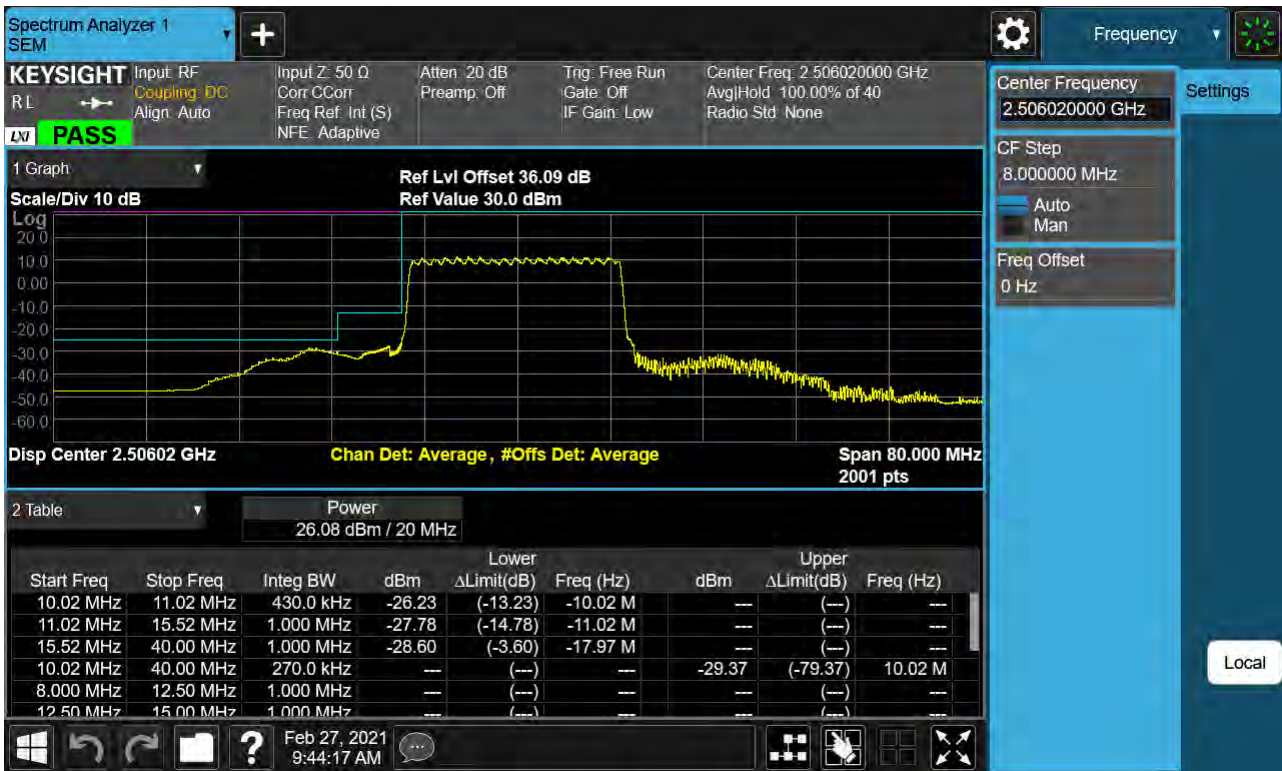 Spectrum Analyzer 1
SEM
Frequency
KEYSIGHT
R L
LXI
PASS
Input: RF
Coupling: DC
Align: Auto
Input Z: 50 Ω
Corr CCorr
Freq Ref: Int (S)
NFE: Adaptive
Atten: 20 dB
Preamp: Off
Trig: Free Run
Gate: Off
IF Gain: Low
Center Freq: 2.506020000 GHz
Avg|Hold: 100.00% of 40
Radio Std: None
Center Frequency
2.506020000 GHz
Settings
CF Step
8.000000 MHz
Auto
Man
Freq Offset
0 Hz
Local
1 Graph
Scale/Div 10 dB
Ref Lvl Offset 36.09 dB
Ref Value 30.0 dBm
Log
20.0
10.0
0.00
-10.0
-20.0
-30.0
-40.0
-50.0
-60.0
Disp Center 2.50602 GHz
Chan Det: Average, #Offs Det: Average
Span 80.000 MHz
2001 pts
2 Table
Power
26.08 dBm / 20 MHz
Lower Upper
Start Freq Stop Freq Integ BW dBm ΔLimit(dB) Freq (Hz) dBm ΔLimit(dB) Freq (Hz)
10.02 MHz 11.02 MHz 430.0 kHz -26.23 (-13.23) -10.02 M --- (---) ---
11.02 MHz 15.52 MHz 1.000 MHz -27.78 (-14.78) -11.02 M --- (---) ---
15.52 MHz 40.00 MHz 1.000 MHz -28.60 (-3.60) -17.97 M --- (---) ---
10.02 MHz 40.00 MHz 270.0 kHz --- (---) --- -29.37 (-79.37) 10.02 M
8.000 MHz 12.50 MHz 1.000 MHz --- (---) --- --- (---) ---
12.50 MHz 15.00 MHz 1.000 MHz --- (---) --- --- (---) ---
Feb 27, 2021
9:44:17 AM